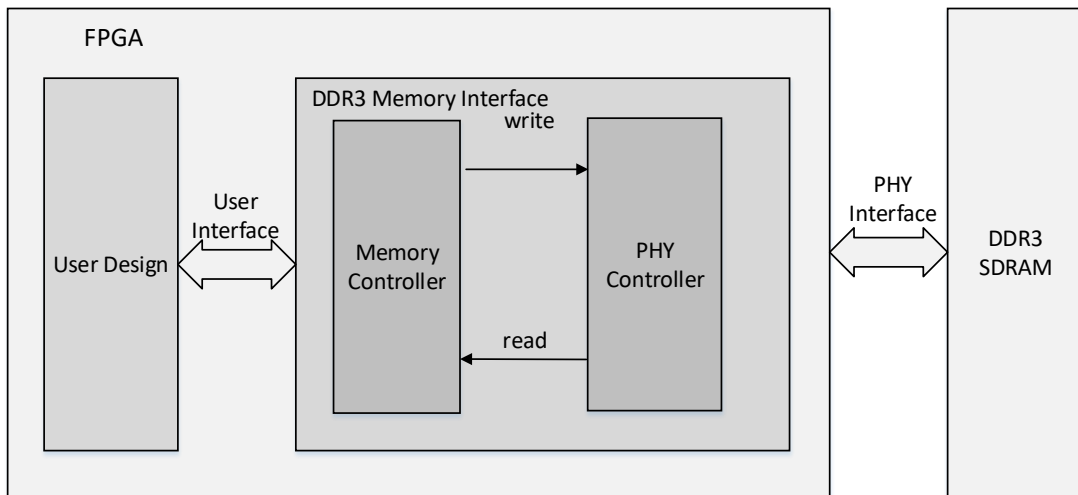 FPGA
DDR3 Memory Interface
write
User
Interface
PHY
Interface
User Design
Memory
Controller
PHY
Controller
DDR3
SDRAM
read